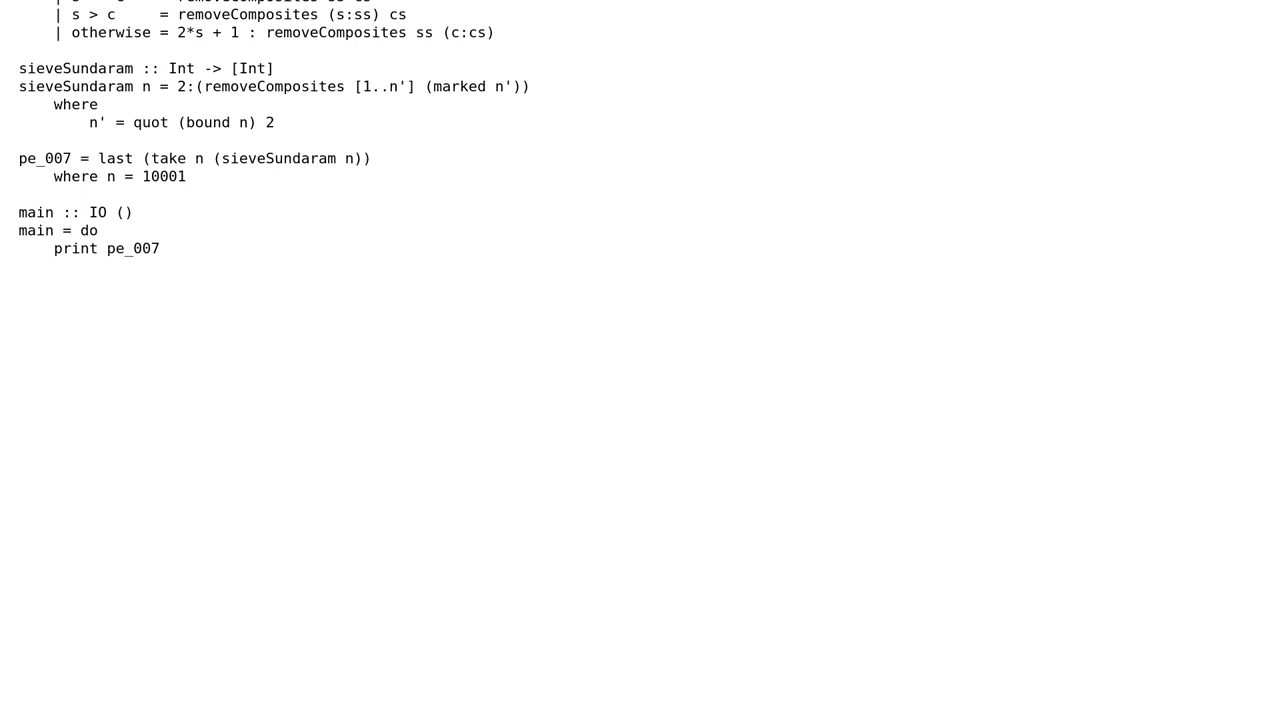 | s > c     = removeComposites (s:ss) cs
    | otherwise = 2*s + 1 : removeComposites ss (c:cs)

sieveSundaram :: Int -> [Int]
sieveSundaram n = 2:(removeComposites [1..n'] (marked n'))
    where
        n' = quot (bound n) 2

pe_007 = last (take n (sieveSundaram n))
    where n = 10001

main :: IO ()
main = do
    print pe_007